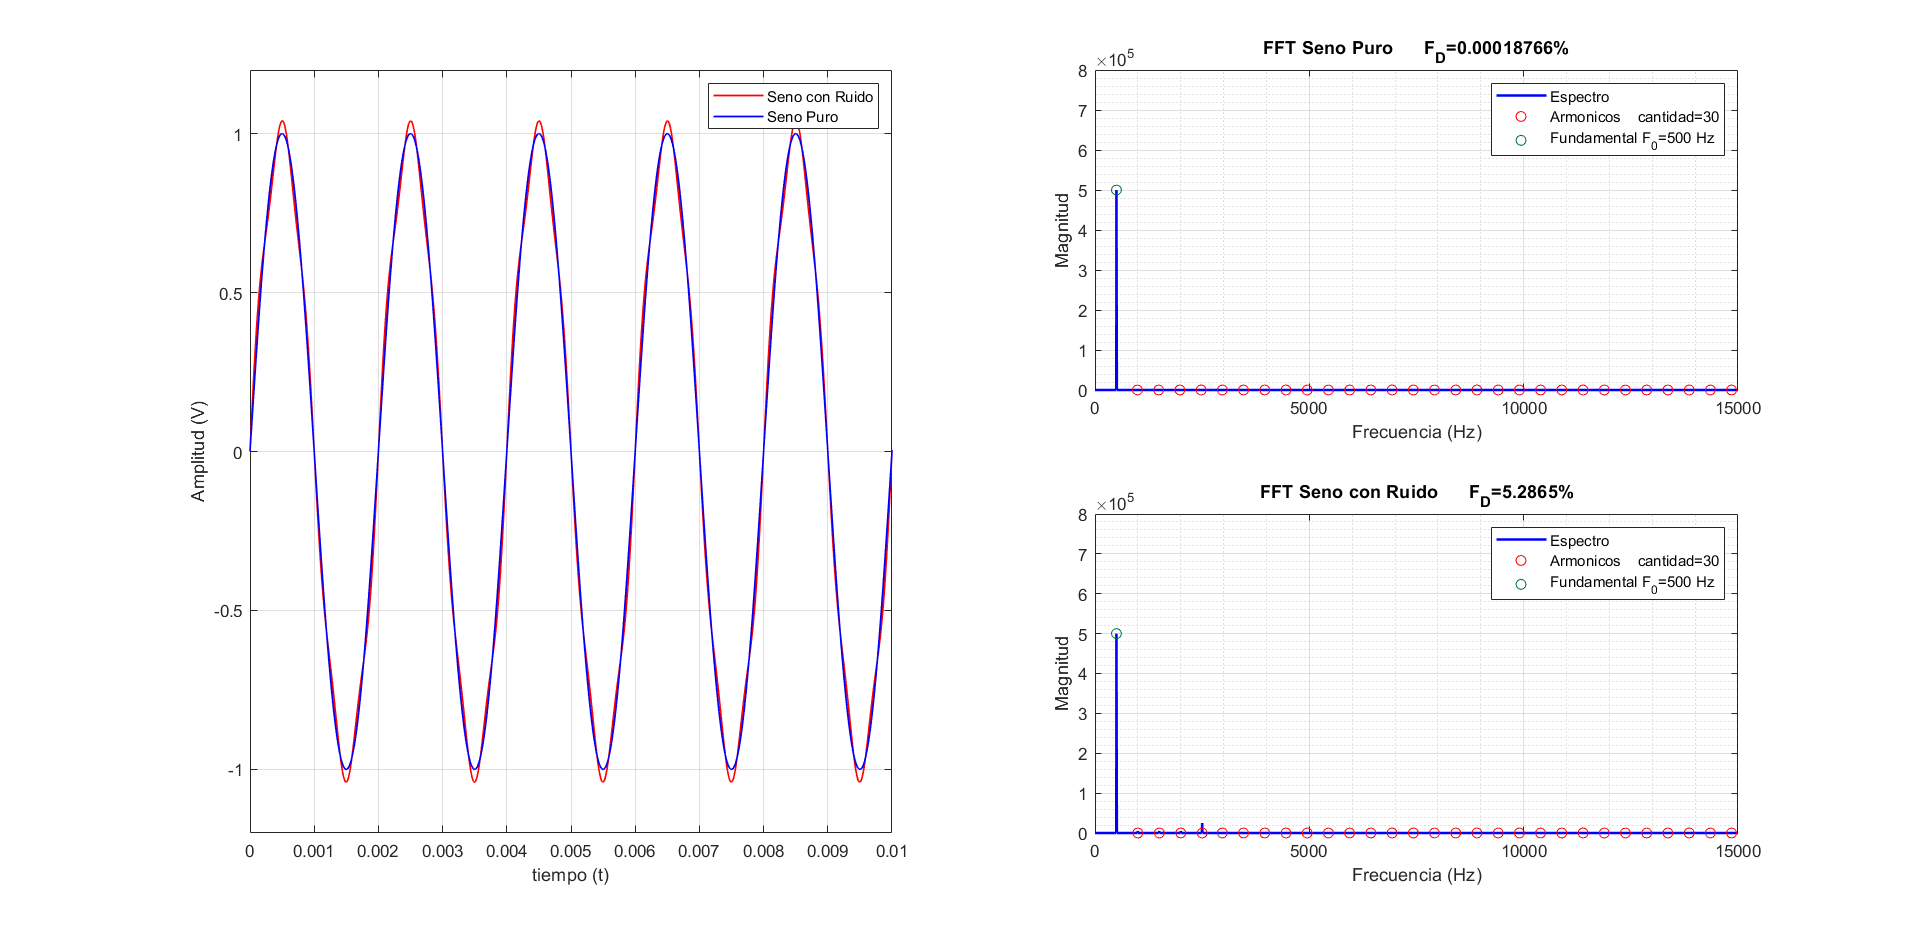 Seno con Ruido
Seno Puro
1
0.5
0
-0.5
-1
Amplitud (V)
0 0.001 0.002 0.003 0.004 0.005 0.006 0.007 0.008 0.009 0.01
tiempo (t)
FFT Seno Puro F_D=0.00018766%
×10^5
Espectro
Armonicos cantidad=30
Fundamental F_0=500 Hz
8
7
6
5
4
3
2
1
0
Magnitud
0 5000 10000 15000
Frecuencia (Hz)
FFT Seno con Ruido F_D=5.2865%
×10^5
Espectro
Armonicos cantidad=30
Fundamental F_0=500 Hz
8
7
6
5
4
3
2
1
0
Magnitud
0 5000 10000 15000
Frecuencia (Hz)